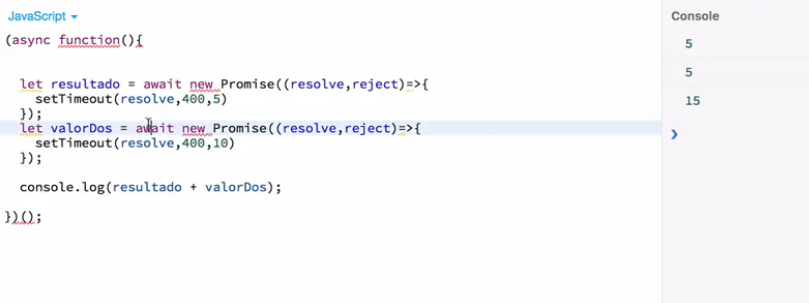 JavaScript
(async function(){
let resultado = await new Promise((resolve,reject)=>{
setTimeout(resolve,400,5)
});
let valorDos = await new Promise((resolve,reject)=>{
setTimeout(resolve,400,10)
});
console.log(resultado + valorDos);
})();
Console
5
5
15